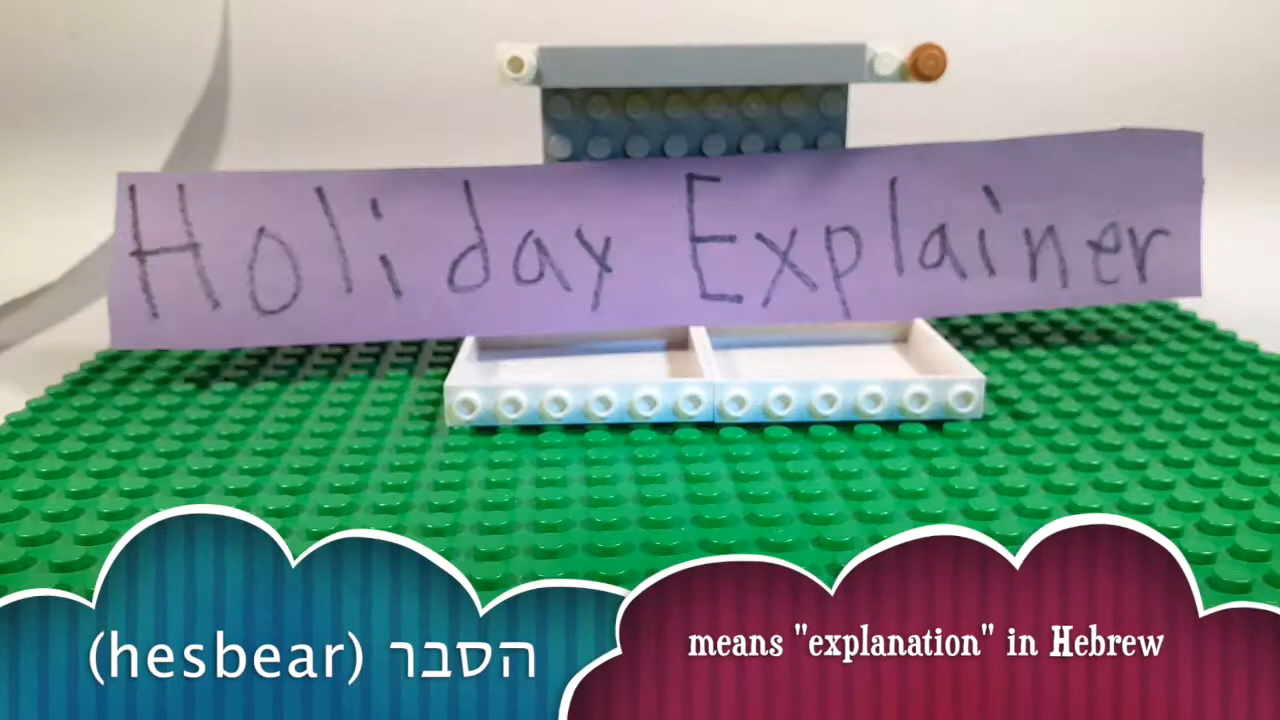 Holiday Explainer
(hesbear) הסבר
means "explanation" in Hebrew